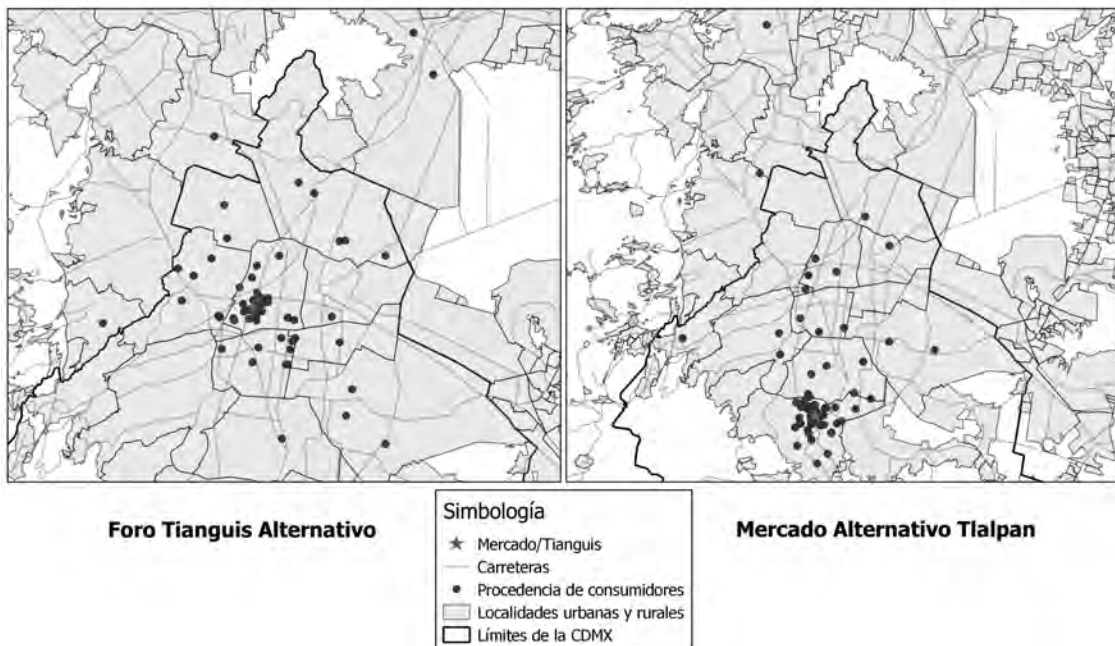 Foro Tianguis Alternativo
Mercado Alternativo Tlalpan
Simbología
Mercado/Tianguis
Carreteras
Procedencia de consumidores
Localidades urbanas y rurales
Límites de la CDMX